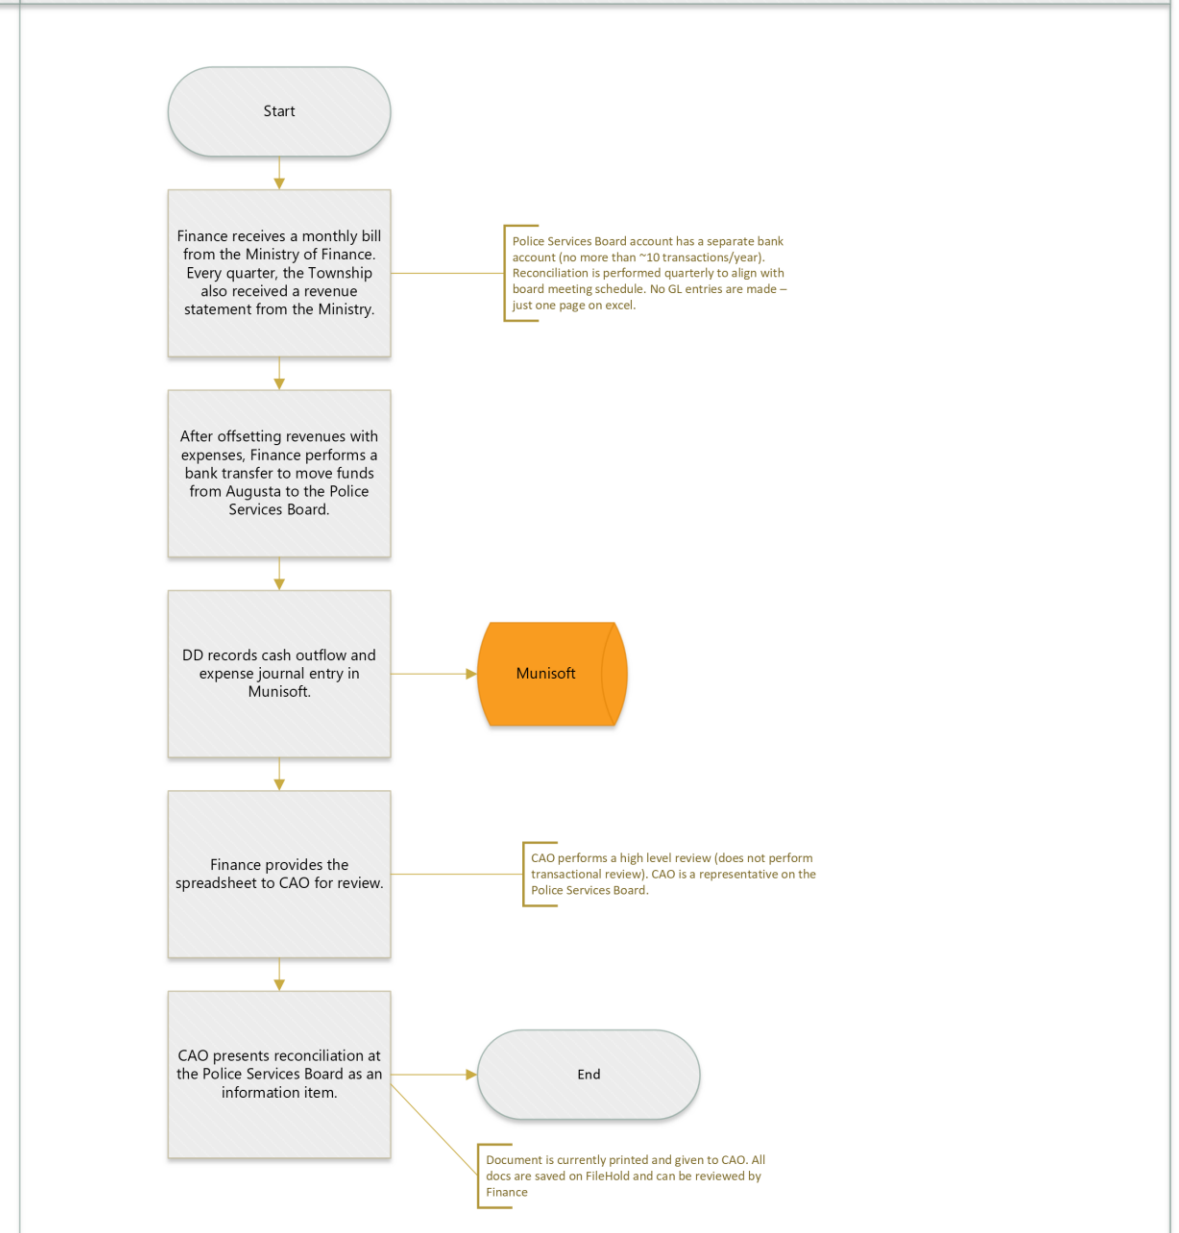 Start
Finance receives a monthly bill
from the Ministry of Finance.
Every quarter, the Township
also received a revenue
statement from the Ministry.
Police Services Board account has a separate bank
account (no more than ~10 transactions/year).
Reconciliation is performed quarterly to align with
board meeting schedule. No GL entries are made –
just one page on excel.
After offsetting revenues with
expenses, Finance performs a
bank transfer to move funds
from Augusta to the Police
Services Board.
DD records cash outflow and
expense journal entry in
Munisoft.
Munisoft
Finance provides the
spreadsheet to CAO for review.
CAO performs a high level review (does not perform
transactional review). CAO is a representative on the
Police Services Board.
CAO presents reconciliation at
the Police Services Board as an
information item.
End
Document is currently printed and given to CAO. All
docs are saved on FileHold and can be reviewed by
Finance